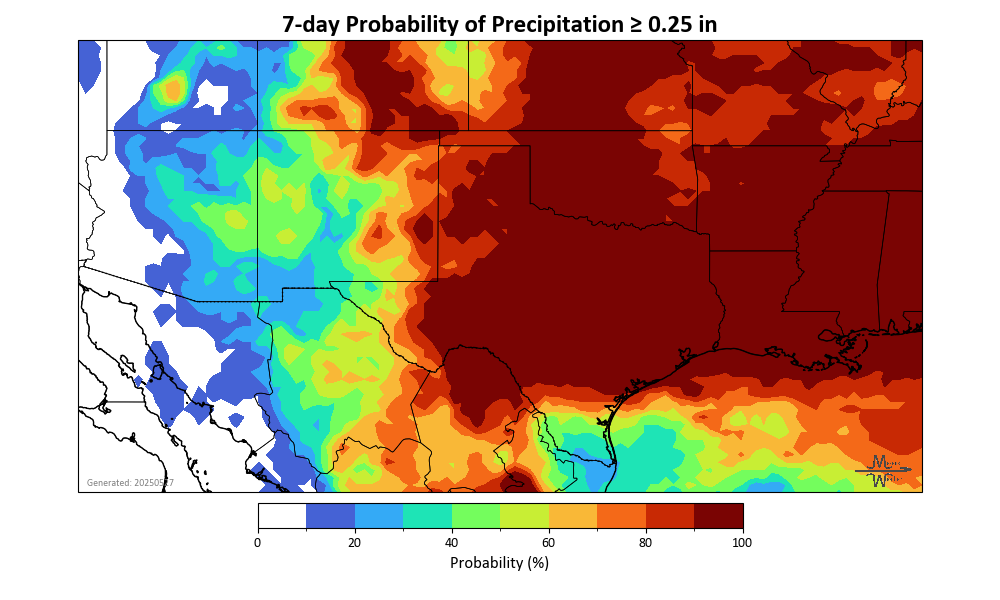 7-day Probability of Precipitation ≥ 0.25 in
Generated: 20250527
0 20 40 60 80 100
Probability (%)